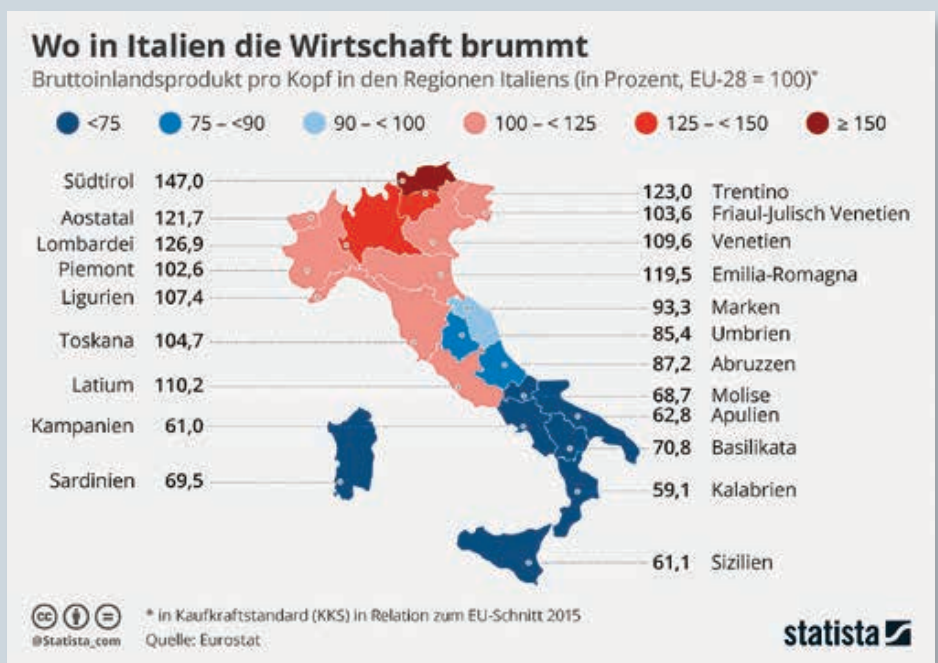 Wo in Italien die Wirtschaft brummt
Bruttoinlandsprodukt pro Kopf in den Regionen Italiens (in Prozent, EU-28 = 100)*
<75 75 – <90 90 – < 100 100 – < 125 125 – < 150 ≥ 150
Südtirol 147,0
Aostatal 121,7
Lombardei 126,9
Piemont 102,6
Ligurien 107,4
Toskana 104,7
Latium 110,2
Kampanien 61,0
Sardinien 69,5
123,0 Trentino
103,6 Friaul-Julisch Venetien
109,6 Venetien
119,5 Emilia-Romagna
93,3 Marken
85,4 Umbrien
87,2 Abruzzen
68,7 Molise
62,8 Apulien
70,8 Basilikata
59,1 Kalabrien
61,1 Sizilien
* in Kaufkraftstandard (KKS) in Relation zum EU-Schnitt 2015
Quelle: Eurostat
cc
@Statista_com
statista